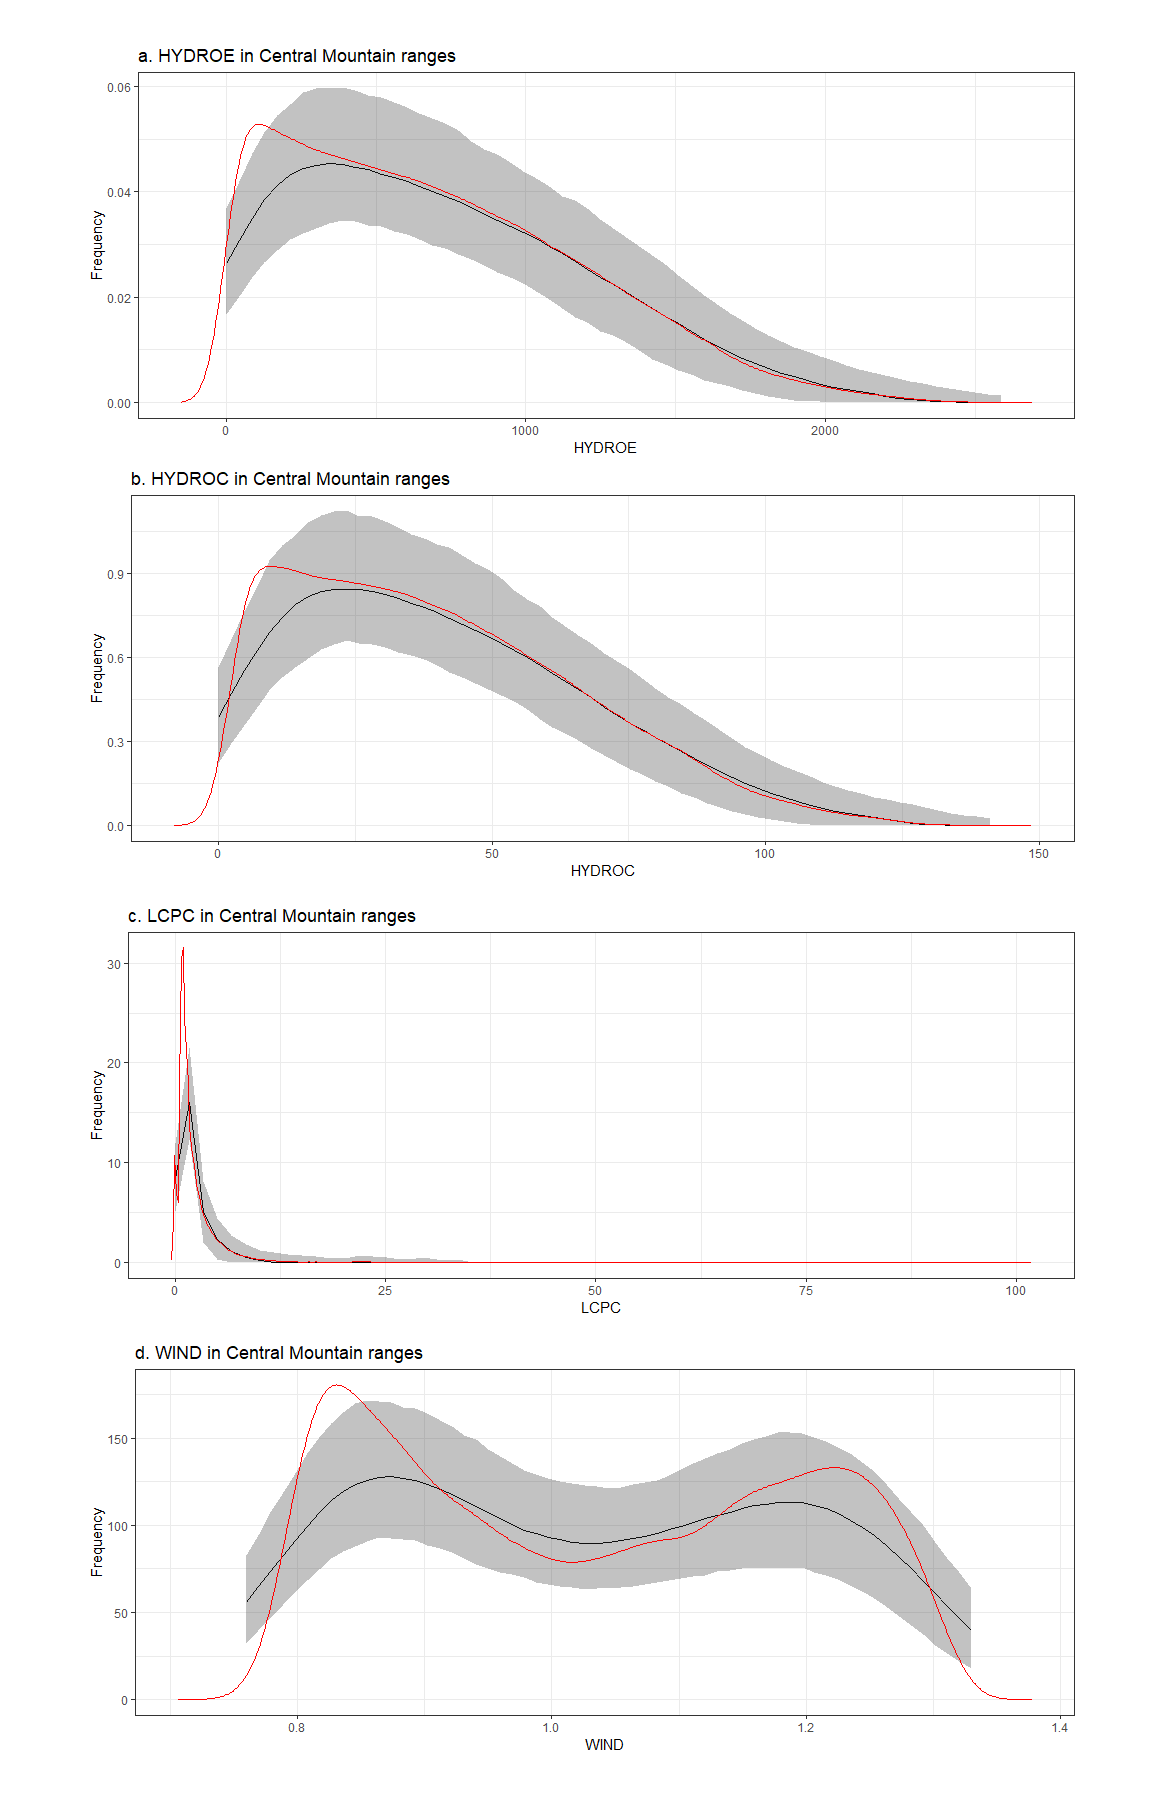 a. HYDROE in Central Mountain ranges
0.06
0.04
0.02
0.00
Frequency
0
1000
2000
HYDROE
b. HYDROC in Central Mountain ranges
0.9
0.6
0.3
0.0
Frequency
0
50
100
150
HYDROC
c. LCPC in Central Mountain ranges
30
20
10
0
Frequency
0
25
50
75
100
LCPC
d. WIND in Central Mountain ranges
150
100
50
0
Frequency
0.8
1.0
1.2
1.4
WIND